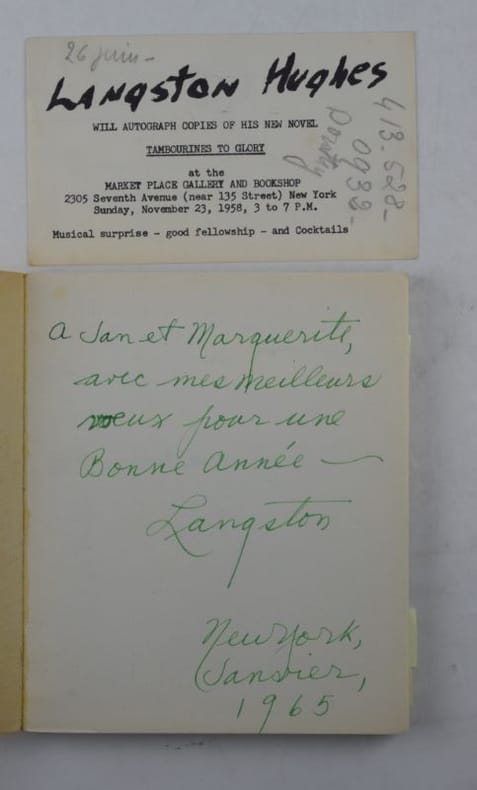 26 juin -
Langston Hughes
WILL AUTOGRAPH COPIES OF HIS NEW NOVEL
TAMBOURINES TO GLORY
at the
MARKET PLACE GALLERY AND BOOKSHOP
2305 Seventh Avenue (near 135 Street) New York
Sunday, November 23, 1958, 3 to 7 P.M.
Musical surprise - good fellowship - and Cocktails
413-528-
0939-
Dorothy
A Jan et Marguerite,
avec mes meilleurs
voeux pour une
Bonne Année —
Langston
New York,
Janvier,
1965